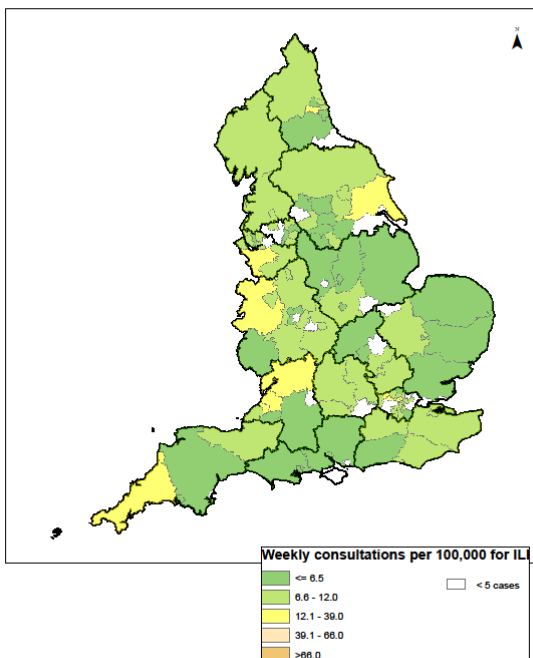 N
Weekly consultations per 100,000 for ILI
<= 6.5
< 5 cases
6.6 - 12.0
12.1 - 39.0
39.1 - 66.0
>66.0